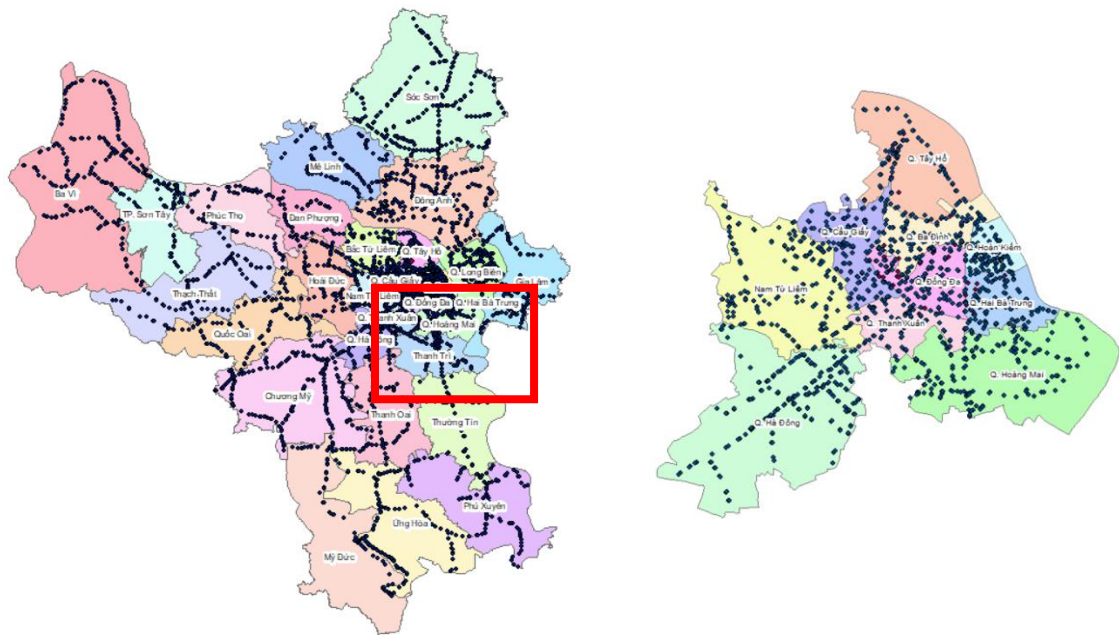 Sóc Sơn
Mê Linh
Ba Vì
TP. Sơn Tây
Phúc Thọ
Đan Phượng
Đông Anh
Bắc Từ Liêm
Q. Tây Hồ
Q. Long Biên
Gia Lâm
Hoài Đức
Q. Cầu Giấy
Thạch Thất
Nam Từ Liêm
Q. Đống Đa
Q. Hai Bà Trưng
Q. Thanh Xuân
Q. Hoàng Mai
Quốc Oai
Q. Hà Đông
Thanh Trì
Chương Mỹ
Thanh Oai
Thường Tín
Phú Xuyên
Ứng Hòa
Mỹ Đức
Q. Tây Hồ
Q. Cầu Giấy
Q. Ba Đình
Q. Hoàn Kiếm
Nam Từ Liêm
Q. Đống Đa
Q. Hai Bà Trưng
Q. Thanh Xuân
Q. Hoàng Mai
Q. Hà Đông